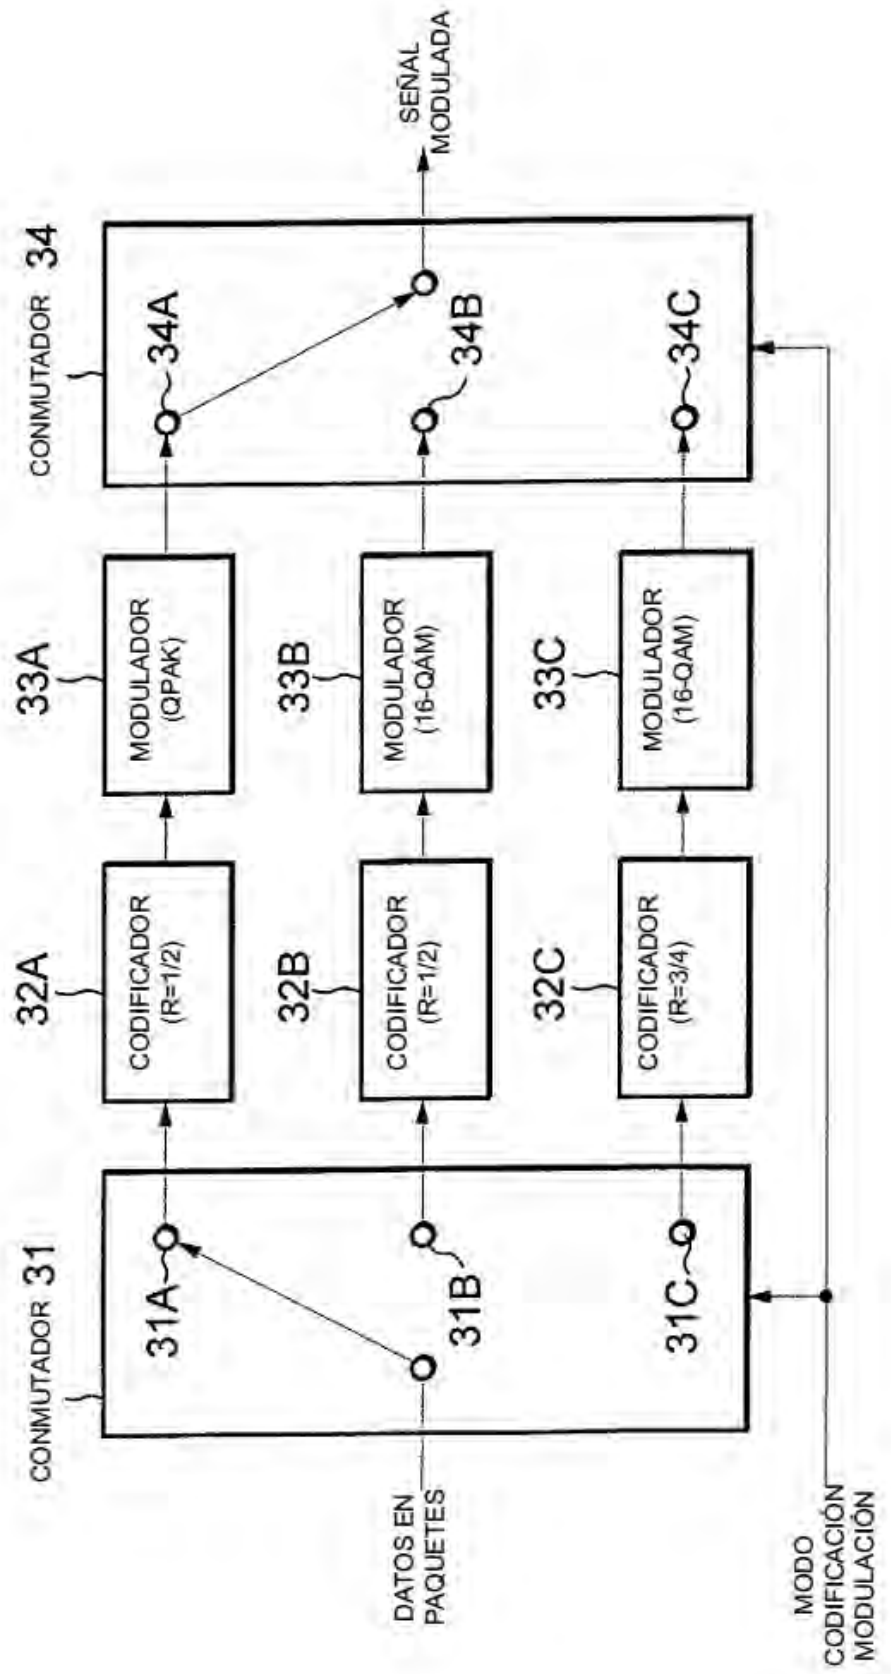 CONMUTADOR 31
CONMUTADOR 34
32A
33A
31A
CODIFICADOR
(R=1/2)
MODULADOR
(QPAK)
34A
32B
33B
DATOS EN
PAQUETES
31B
CODIFICADOR
(R=1/2)
MODULADOR
(16-QAM)
34B
SEÑAL
MODULADA
32C
33C
31C
CODIFICADOR
(R=3/4)
MODULADOR
(16-QAM)
34C
MODO
CODIFICACIÓN
MODULACIÓN